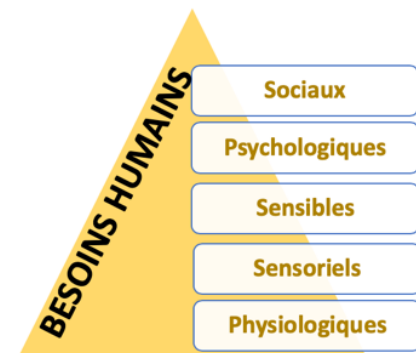 BESOINS HUMAINS
Sociaux
Psychologiques
Sensibles
Sensoriels
Physiologiques